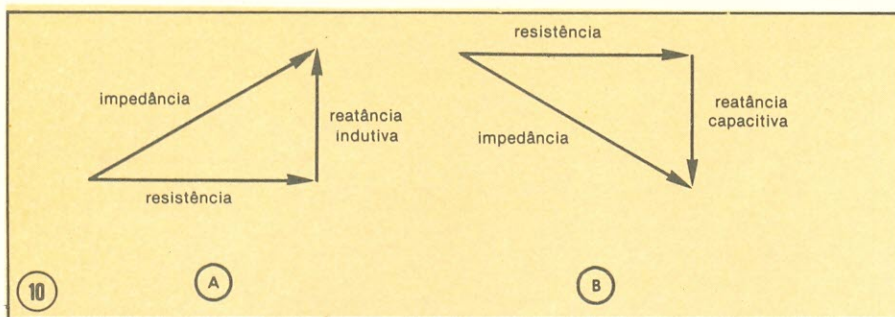 impedância
reatância
indutiva
resistência
A
resistência
reatância
capacitiva
impedância
B
10